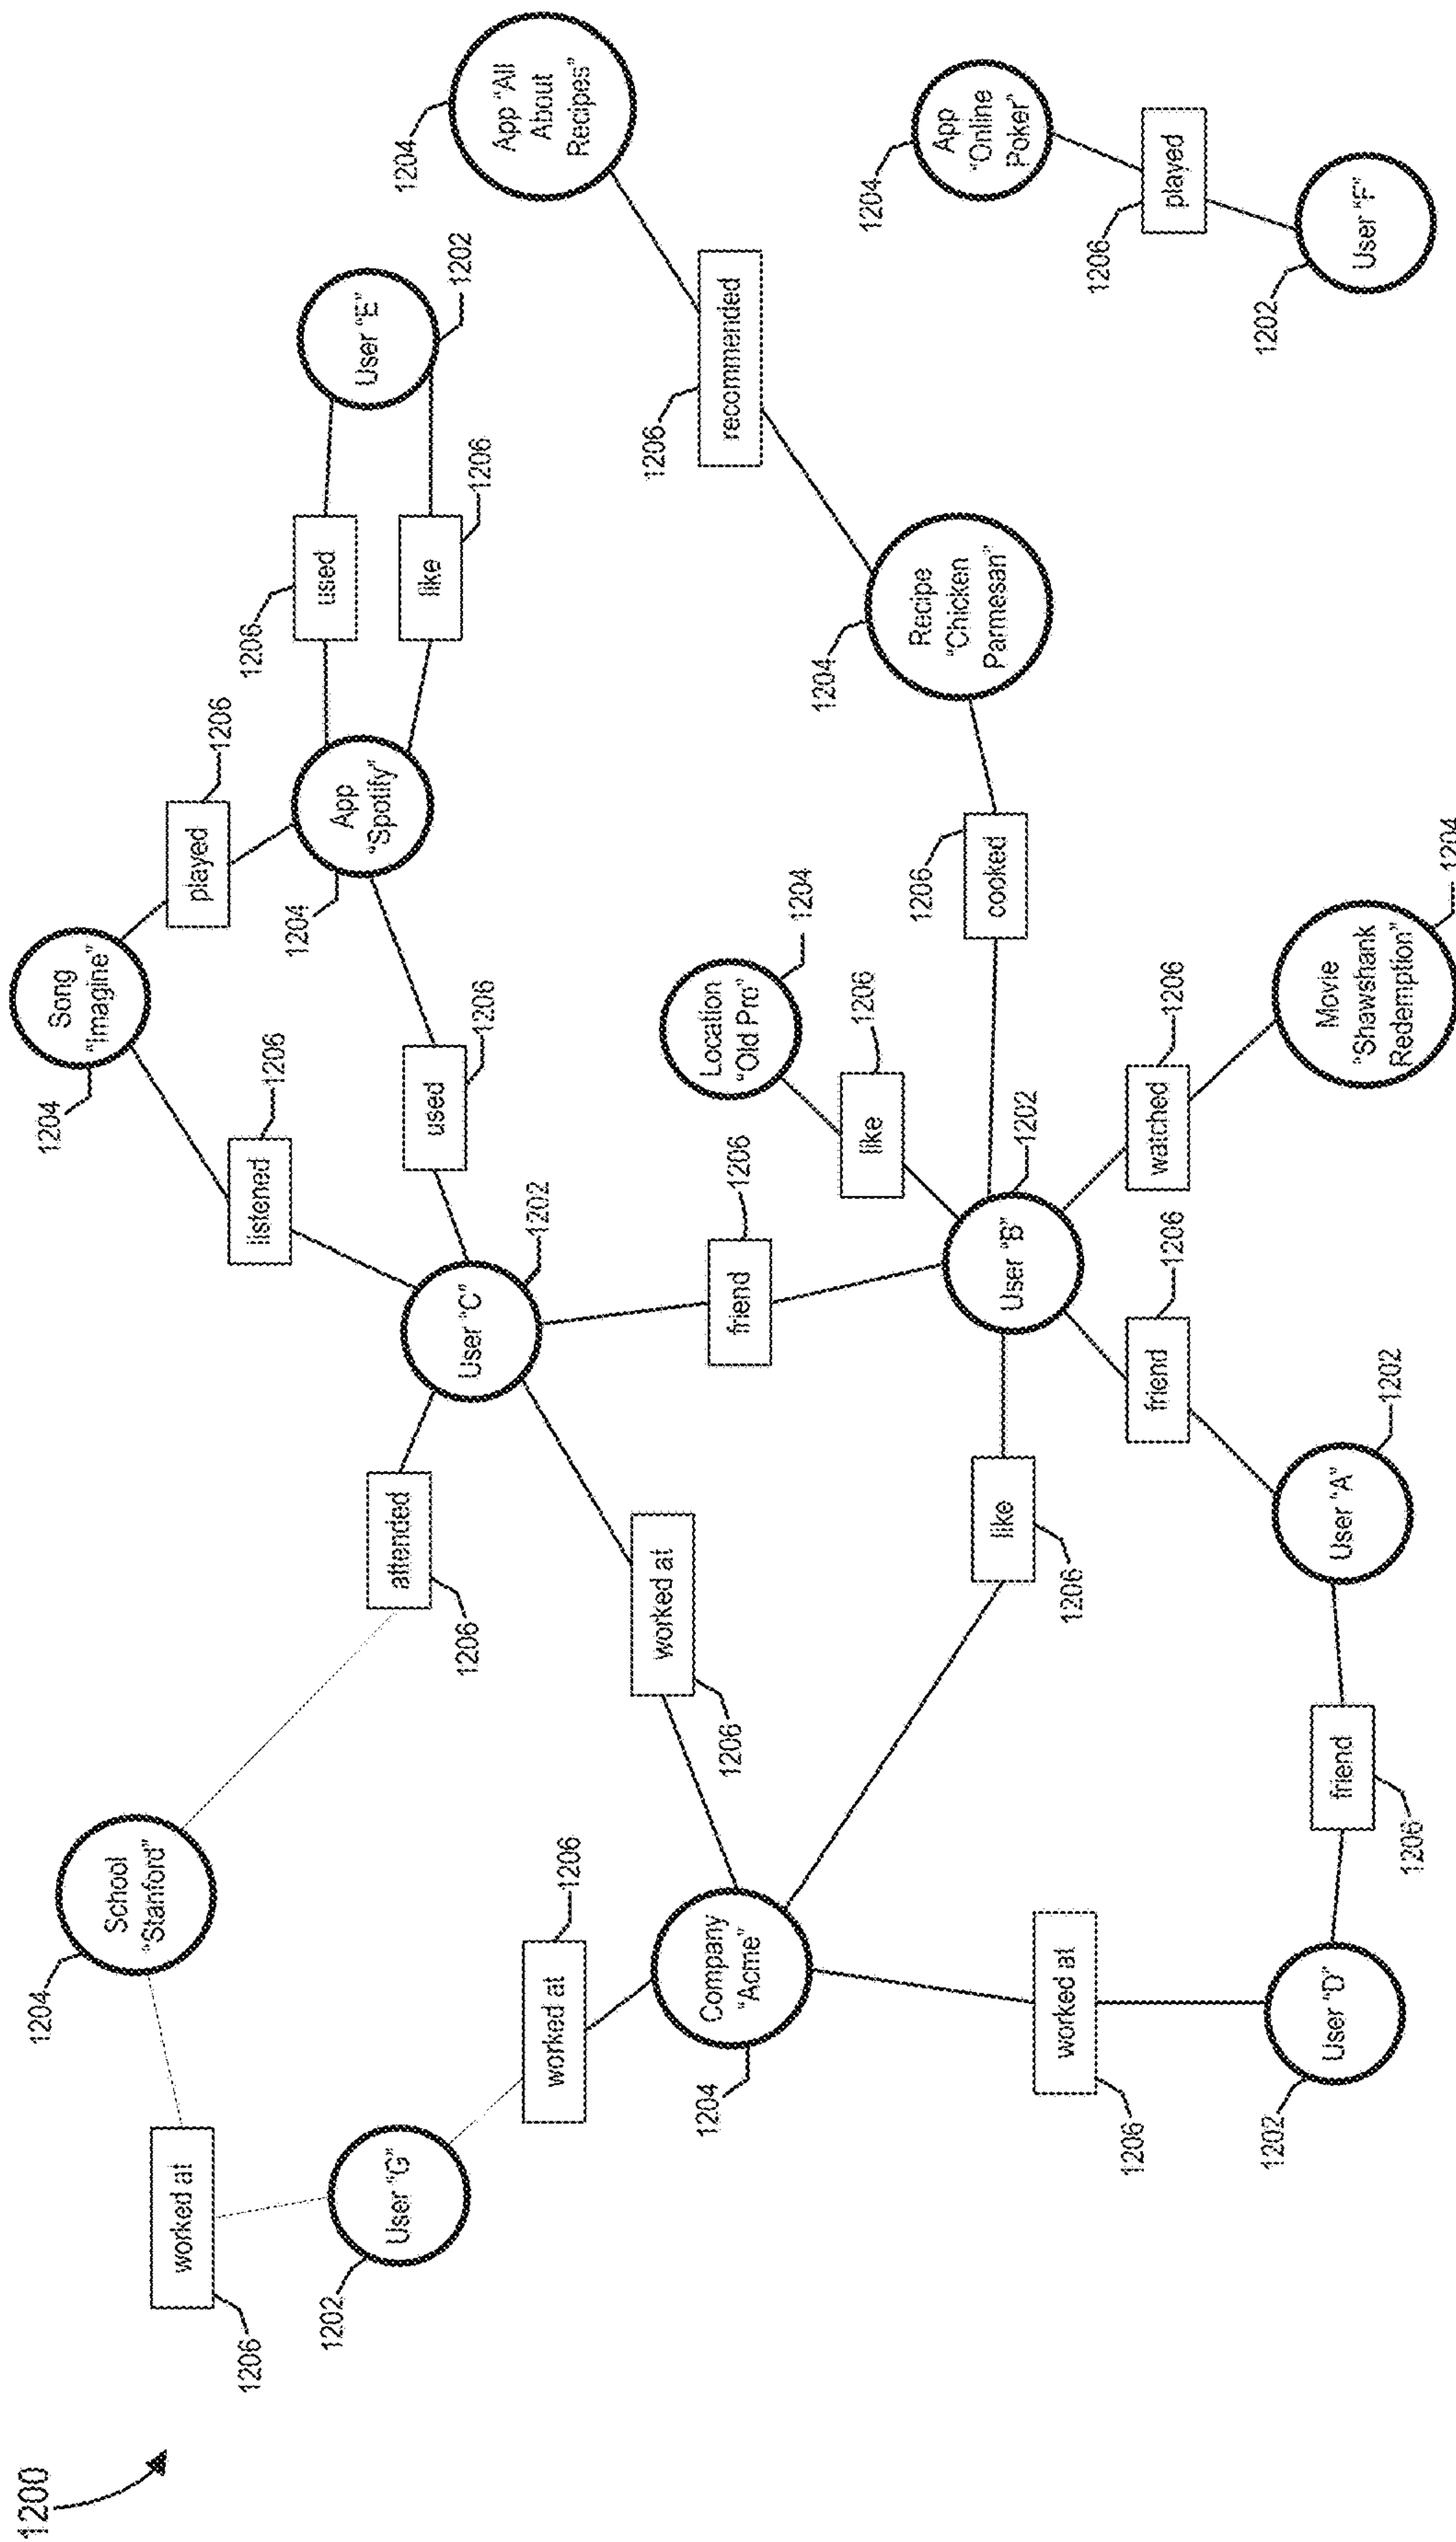 1200
1204
School
"Stanford"
worked at
1206
User "G"
1202
worked at
1206
attended
1206
Song
"Imagine"
1204
listened
1206
played
1206
App
"Spotify"
1204
used
1206
used
1206
like
1206
User "E"
1202
User "C"
1202
worked at
1206
Company
"Acme"
1204
friend
1206
Location
"Old Pro"
1204
like
1206
recommended
1206
App "All
About
Recipes"
1204
Recipe
"Chicken
Parmesan"
1204
cooked
1206
User "B"
1202
like
1206
worked at
1206
User "D"
1202
friend
1206
User "A"
1202
friend
1206
watched
1206
Movie
"Shawshank
Redemption"
1204
App
"Online
Poker"
1204
played
1206
User "F"
1202